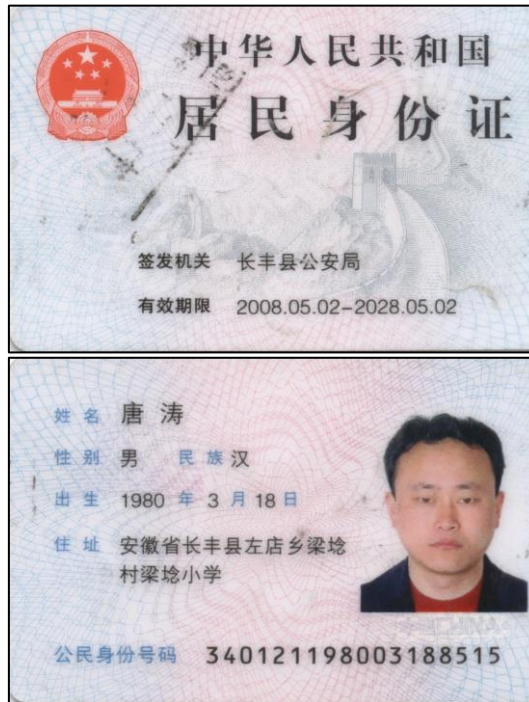 中华人民共和国
居民身份证
签发机关 长丰县公安局
有效期限 2008.05.02-2028.05.02
姓名 唐涛
性别 男 民族 汉
出生 1980 年 3 月 18 日
住址 安徽省长丰县左店乡梁埝
村梁埝小学
CHINA
公民身份号码 340121198003188515